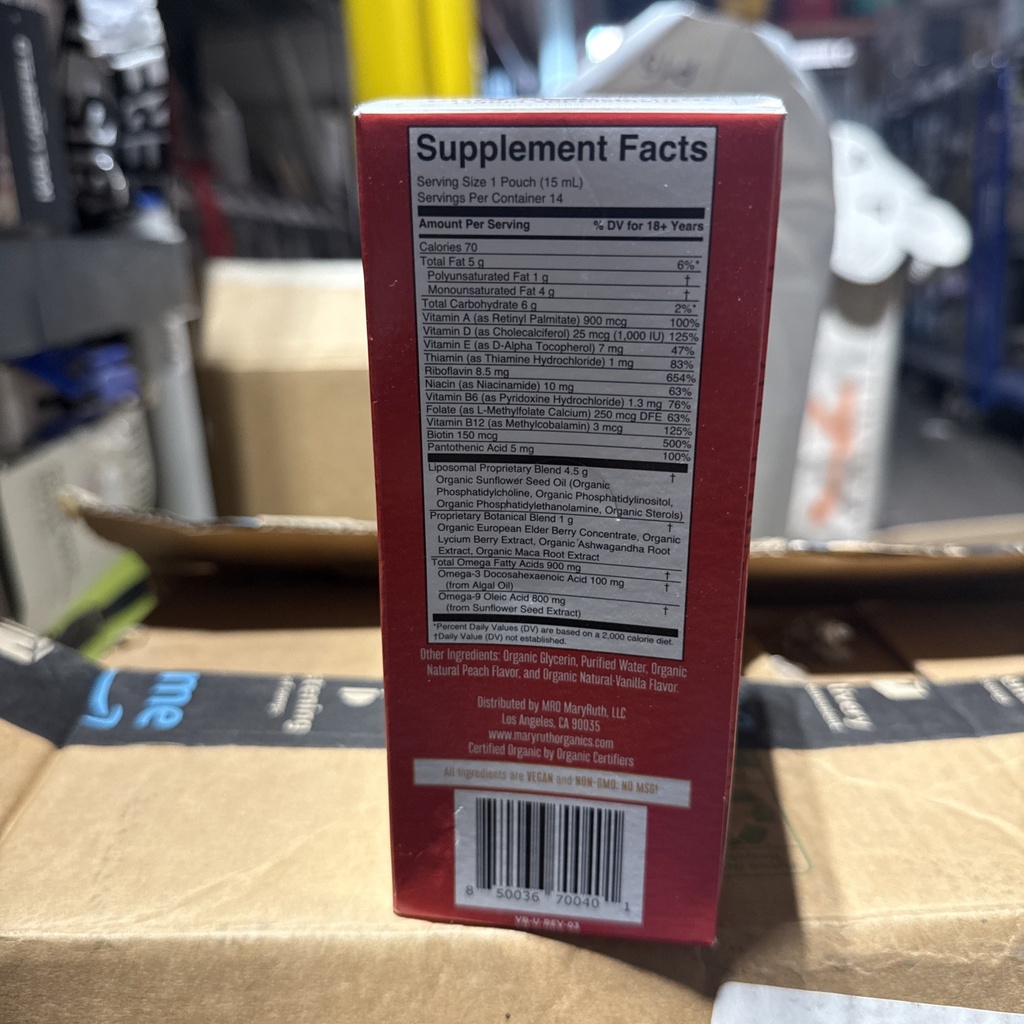 Supplement Facts
Serving Size 1 Pouch (15 mL)
Servings Per Container 14
Amount Per Serving % DV for 18+ Years
Calories 70
Total Fat 5 g 6%*
Polyunsaturated Fat 1 g †
Monounsaturated Fat 4 g †
Total Carbohydrate 6 g 2%*
Vitamin A (as Retinyl Palmitate) 900 mcg 100%
Vitamin D (as Cholecalciferol) 25 mcg (1,000 IU) 125%
Vitamin E (as D-Alpha Tocopherol) 7 mg 47%
Thiamin (as Thiamine Hydrochloride) 1 mg 83%
Riboflavin 8.5 mg 654%
Niacin (as Niacinamide) 10 mg 63%
Vitamin B6 (as Pyridoxine Hydrochloride) 1.3 mg 76%
Folate (as L-Methylfolate Calcium) 250 mcg DFE 63%
Vitamin B12 (as Methylcobalamin) 3 mcg 125%
Biotin 150 mcg 500%
Pantothenic Acid 5 mg 100%
Liposomal Proprietary Blend 4.5 g †
Organic Sunflower Seed Oil (Organic
Phosphatidylcholine, Organic Phosphatidylinositol,
Organic Phosphatidylethanolamine, Organic Sterols)
Proprietary Botanical Blend 1 g †
Organic European Elder Berry Concentrate, Organic
Lycium Berry Extract, Organic Ashwagandha Root
Extract, Organic Maca Root Extract
Total Omega Fatty Acids 900 mg †
Omega-3 Docosahexaenoic Acid 100 mg †
(from Algal Oil)
Omega-9 Oleic Acid 800 mg †
(from Sunflower Seed Extract)
*Percent Daily Values (DV) are based on a 2,000 calorie diet.
†Daily Value (DV) not established.
Other Ingredients: Organic Glycerin, Purified Water, Organic
Natural Peach Flavor, and Organic Natural-Vanilla Flavor.
Distributed by MRO MaryRuth, LLC
Los Angeles, CA 90035
www.maryruthorganics.com
Certified Organic by Organic Certifiers
All Ingredients are VEGAN and NON-GMO. NO MSG!
8 50036 70040 1
VB-U REV 03
me